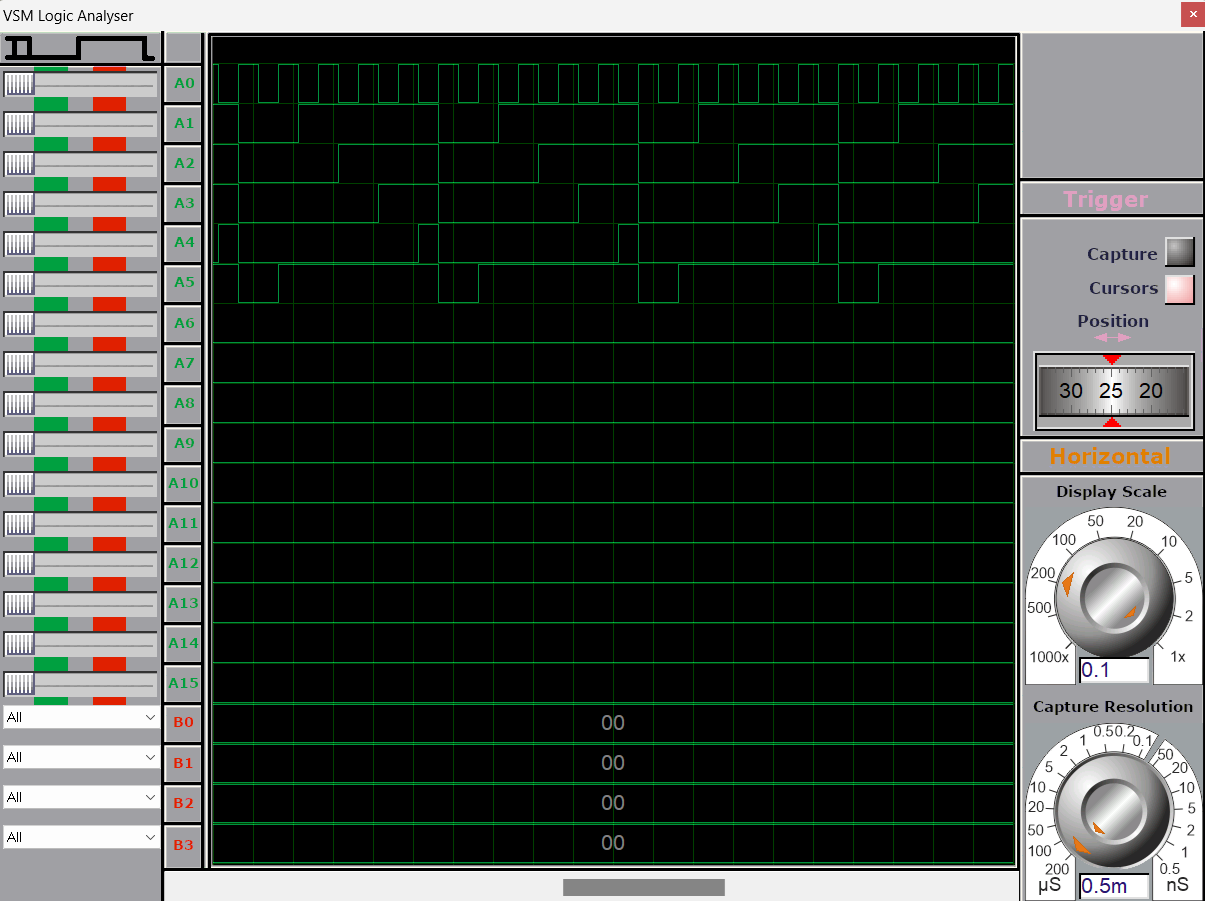 VSM Logic Analyser
A0
A1
A2
A3
A4
A5
A6
A7
A8
A9
A10
A11
A12
A13
A14
A15
All B0 00
All B1 00
All B2 00
All B3 00
Trigger
Capture
Cursors
Position
30 25 20
Horizontal
Display Scale
50 20
100 10
200 5
500 2
1000x 1x
0.1
Capture Resolution
0.5 0.2
1 0.1
2 50
5 20
10 10
20 5
50 2
100 1
200 0.5
µS 0.5m nS